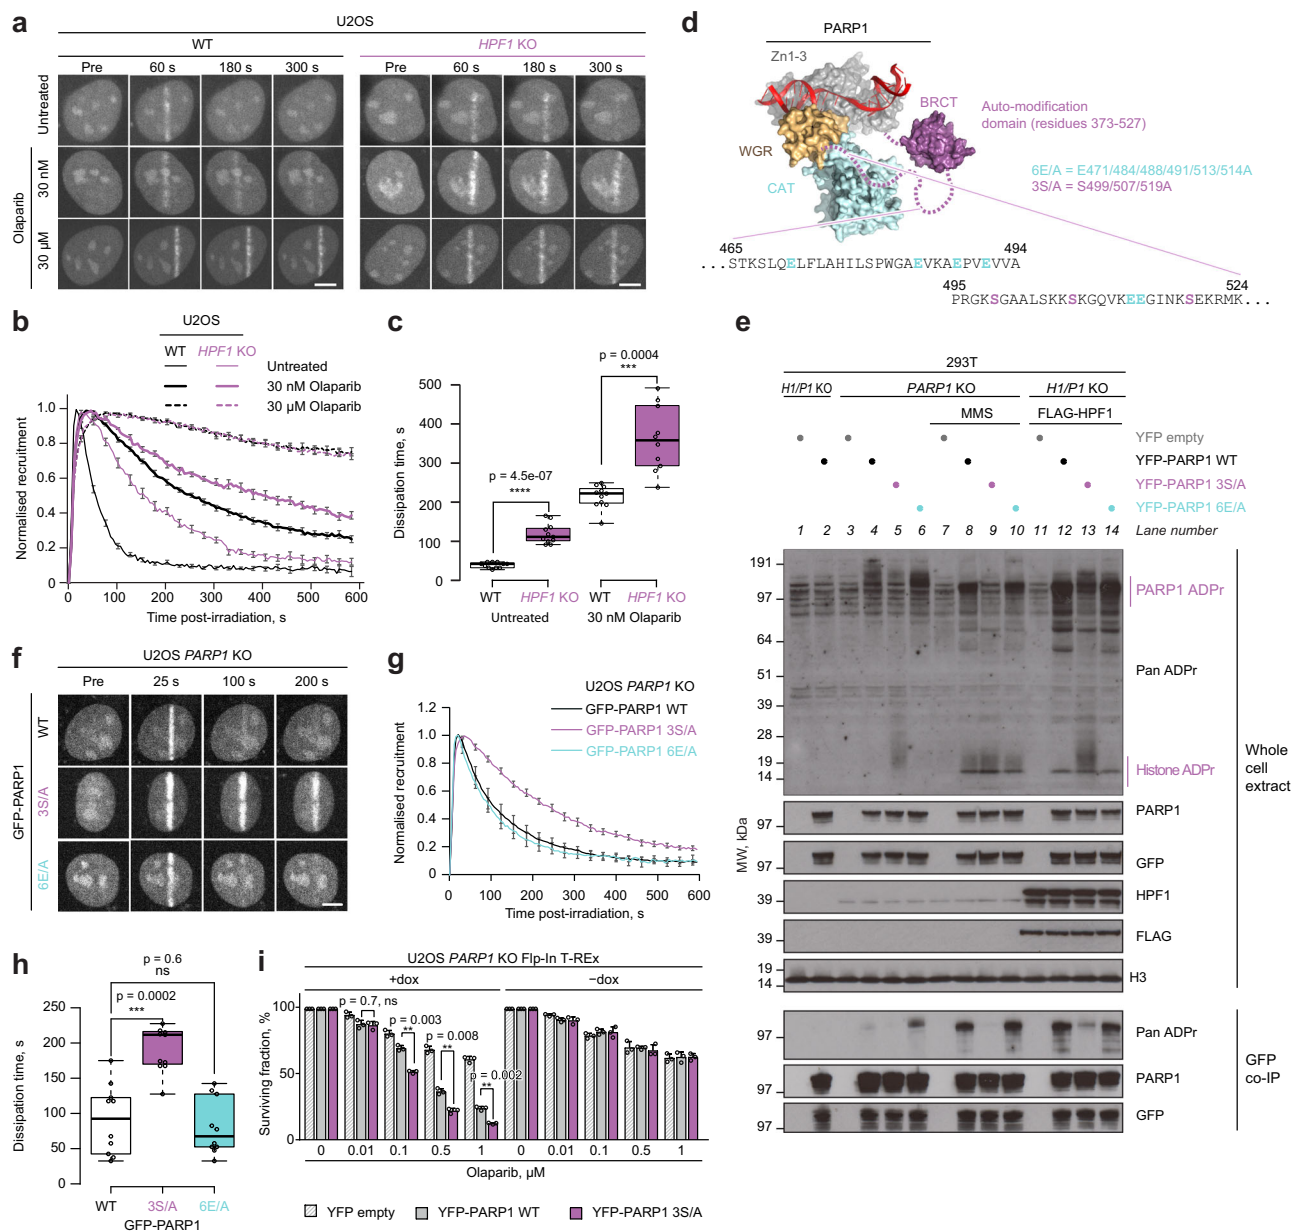 a
U2OS
WT
HPF1 KO
Pre 60 s 180 s 300 s Pre 60 s 180 s 300 s
Untreated
Olaparib
30 nM
30 µM
b
U2OS
WT HPF1 KO
Untreated
30 nM Olaparib
30 µM Olaparib
Normalised recruitment
1.0
0.8
0.6
0.4
0.2
0
0 100 200 300 400 500 600
Time post-irradiation, s
c
Dissipation time, s
500
400
300
200
100
0
p = 4.5e-07
****
p = 0.0004
***
WT HPF1 KO WT HPF1 KO
Untreated 30 nM Olaparib
d
PARP1
Zn1-3
BRCT
WGR
CAT
Auto-modification
domain (residues 373-527)
6E/A = E471/484/488/491/513/514A
3S/A = S499/507/519A
465 494
...STKSLQELFLAHILSPWGAEVKAEPVEVVA
495 524
PRGKSGAALSKKSKGQVKEEGINKSEKRMK...
e
293T
H1/P1 KO PARP1 KO H1/P1 KO
MMS FLAG-HPF1
YFP empty
YFP-PARP1 WT
YFP-PARP1 3S/A
YFP-PARP1 6E/A
1 2 3 4 5 6 7 8 9 10 11 12 13 14 Lane number
MW, kDa
191
97
64
51
39
28
19
14
PARP1 ADPr
Pan ADPr
Histone ADPr
97 PARP1
97 GFP
39 HPF1
39 FLAG
19
14
H3
Whole
cell
extract
97 Pan ADPr
97 PARP1
97 GFP
GFP
co-IP
f
U2OS PARP1 KO
Pre 25 s 100 s 200 s
GFP-PARP1
WT
3S/A
6E/A
g
U2OS PARP1 KO
GFP-PARP1 WT
GFP-PARP1 3S/A
GFP-PARP1 6E/A
Normalised recruitment
1.2
1.0
0.8
0.6
0.4
0.2
0
0 100 200 300 400 500 600
Time post-irradiation, s
h
p = 0.6
ns
p = 0.0002
***
Dissipation time, s
250
200
150
100
50
0
WT 3S/A 6E/A
GFP-PARP1
i
U2OS PARP1 KO Flp-In T-REx
+dox −dox
Surviving fraction, %
100
50
0
p = 0.7, ns
p = 0.003
**
p = 0.008
**
p = 0.002
**
0 0.01 0.1 0.5 1 0 0.01 0.1 0.5 1
Olaparib, µM
YFP empty YFP-PARP1 WT YFP-PARP1 3S/A